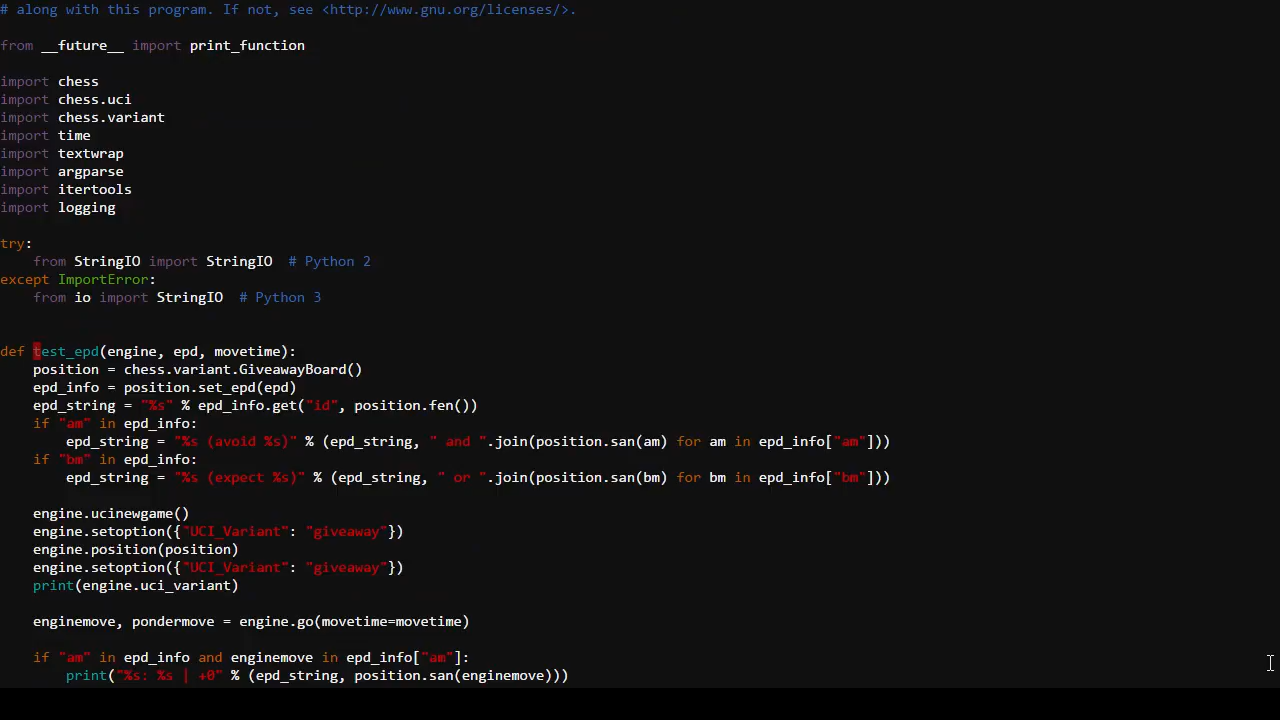 # along with this program. If not, see <http://www.gnu.org/licenses/>.
from __future__ import print_function
import chess
import chess.uci
import chess.variant
import time
import textwrap
import argparse
import itertools
import logging
try:
    from StringIO import StringIO  # Python 2
except ImportError:
    from io import StringIO  # Python 3
def test_epd(engine, epd, movetime):
    position = chess.variant.GiveawayBoard()
    epd_info = position.set_epd(epd)
    epd_string = "%s" % epd_info.get("id", position.fen())
    if "am" in epd_info:
        epd_string = "%s (avoid %s)" % (epd_string, " and ".join(position.san(am) for am in epd_info["am"]))
    if "bm" in epd_info:
        epd_string = "%s (expect %s)" % (epd_string, " or ".join(position.san(bm) for bm in epd_info["bm"]))
    engine.ucinewgame()
    engine.setoption({"UCI_Variant": "giveaway"})
    engine.position(position)
    engine.setoption({"UCI_Variant": "giveaway"})
    print(engine.uci_variant)
    enginemove, pondermove = engine.go(movetime=movetime)
    if "am" in epd_info and enginemove in epd_info["am"]:
        print("%s: %s | +0" % (epd_string, position.san(enginemove)))